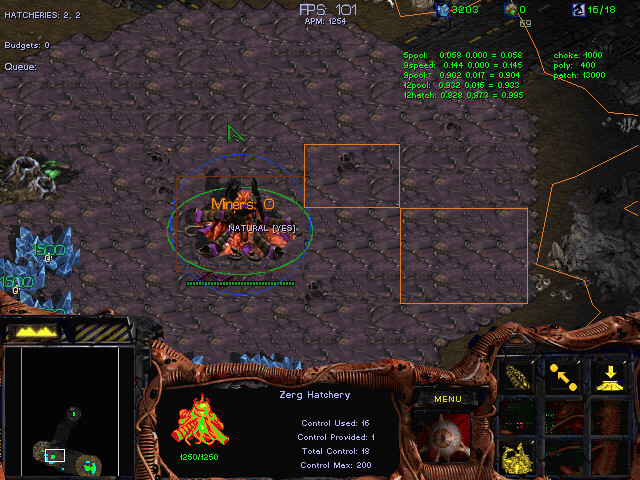 HATCHERIES: 2, 2
FPS: 101
APM: 1254
3203
0
16/18
69
Budgets: 0
Queue:
5pool: 0.058 0.000 = 0.058
9speed: 0.144 0.000 = 0.145
9pool: 0.902 0.017 = 0.904
12pool: 0.932 0.016 = 0.933
12hatch: 0.828 0.973 = 0.995
choke: 1000
poly: 400
patch: 13000
Miners: 0
NATURAL [YES]
1500
1500
Zerg Hatchery
Control Used: 16
Control Provided: 1
Total Control: 18
Control Max: 200
1250/1250
MENU